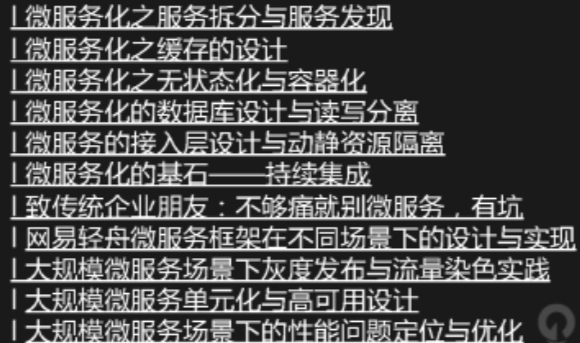 | 微服务化之服务拆分与服务发现
| 微服务化之缓存的设计
| 微服务化之无状态化与容器化
| 微服务化的数据库设计与读写分离
| 微服务的接入层设计与动静资源隔离
| 微服务化的基石——持续集成
| 致传统企业朋友：不够痛就别微服务，有坑
| 网易轻舟微服务框架在不同场景下的设计与实现
| 大规模微服务场景下灰度发布与流量染色实践
| 大规模微服务单元化与高可用设计
| 大规模微服务场景下的性能问题定位与优化